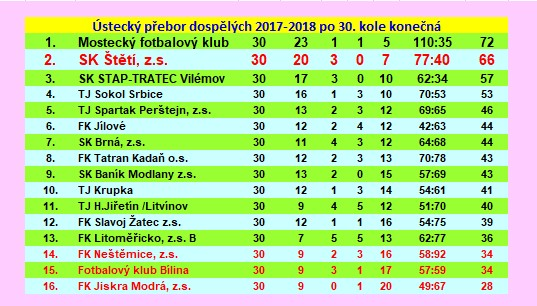 Ústecký přebor dospělých 2017-2018 po 30. kole konečná
1. Mostecký fotbalový klub 30 23 1 1 5 110:35 72
2. SK Štětí, z.s. 30 20 3 0 7 77:40 66
3. SK STAP-TRATEC Vilémov 30 17 3 0 10 62:34 57
4. TJ Sokol Srbice 30 16 1 3 10 70:53 53
5. TJ Spartak Perštejn, z.s. 30 13 2 3 12 69:65 46
6. FK Jílové 30 12 2 4 12 42:63 44
7. SK Brná, z.s. 30 11 4 3 12 64:68 44
8. FK Tatran Kadaň o.s. 30 12 2 3 13 70:78 43
9. SK Baník Modlany z.s. 30 13 2 0 15 57:69 43
10. TJ Krupka 30 12 1 3 14 54:61 41
11. TJ H.Jiřetín /Litvínov 30 9 4 5 12 51:70 40
12. FK Slavoj Žatec z.s. 30 12 1 1 16 54:75 39
13. FK Litoměřicko, z.s. B 30 7 5 5 13 62:77 36
14. FK Neštěmice, z.s. 30 9 2 3 16 58:92 34
15. Fotbalový klub Bílina 30 9 3 1 17 57:59 34
16. FK Jiskra Modrá, z.s. 30 9 0 1 20 49:67 28